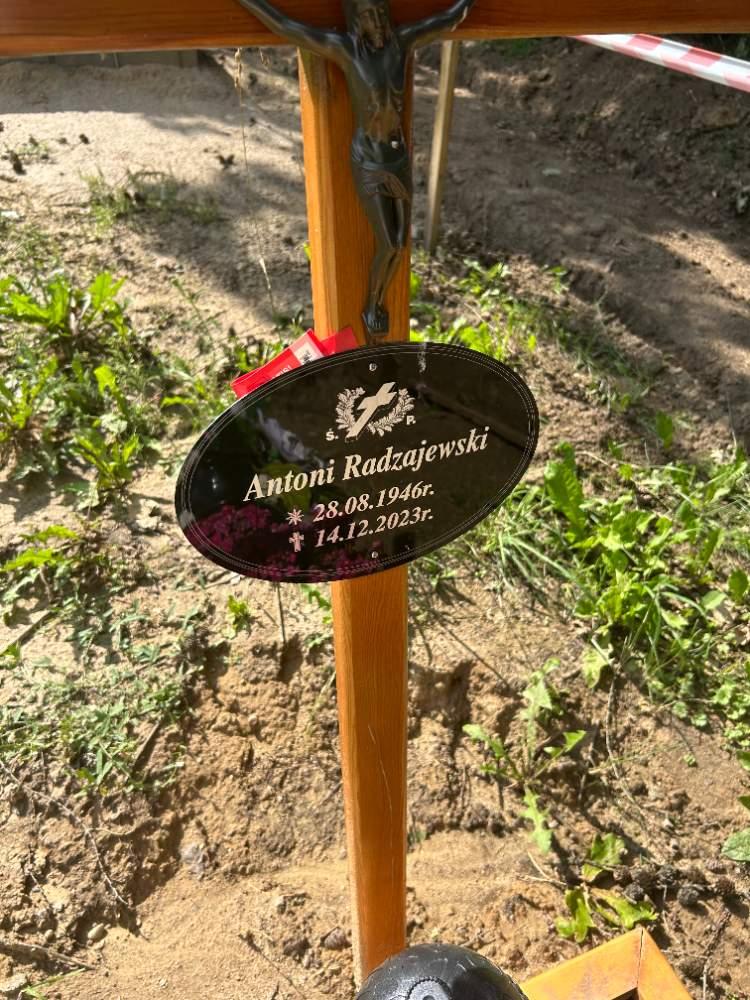 Ś. P.
Antoni Radzajewski
28.08.1946r.
14.12.2023r.